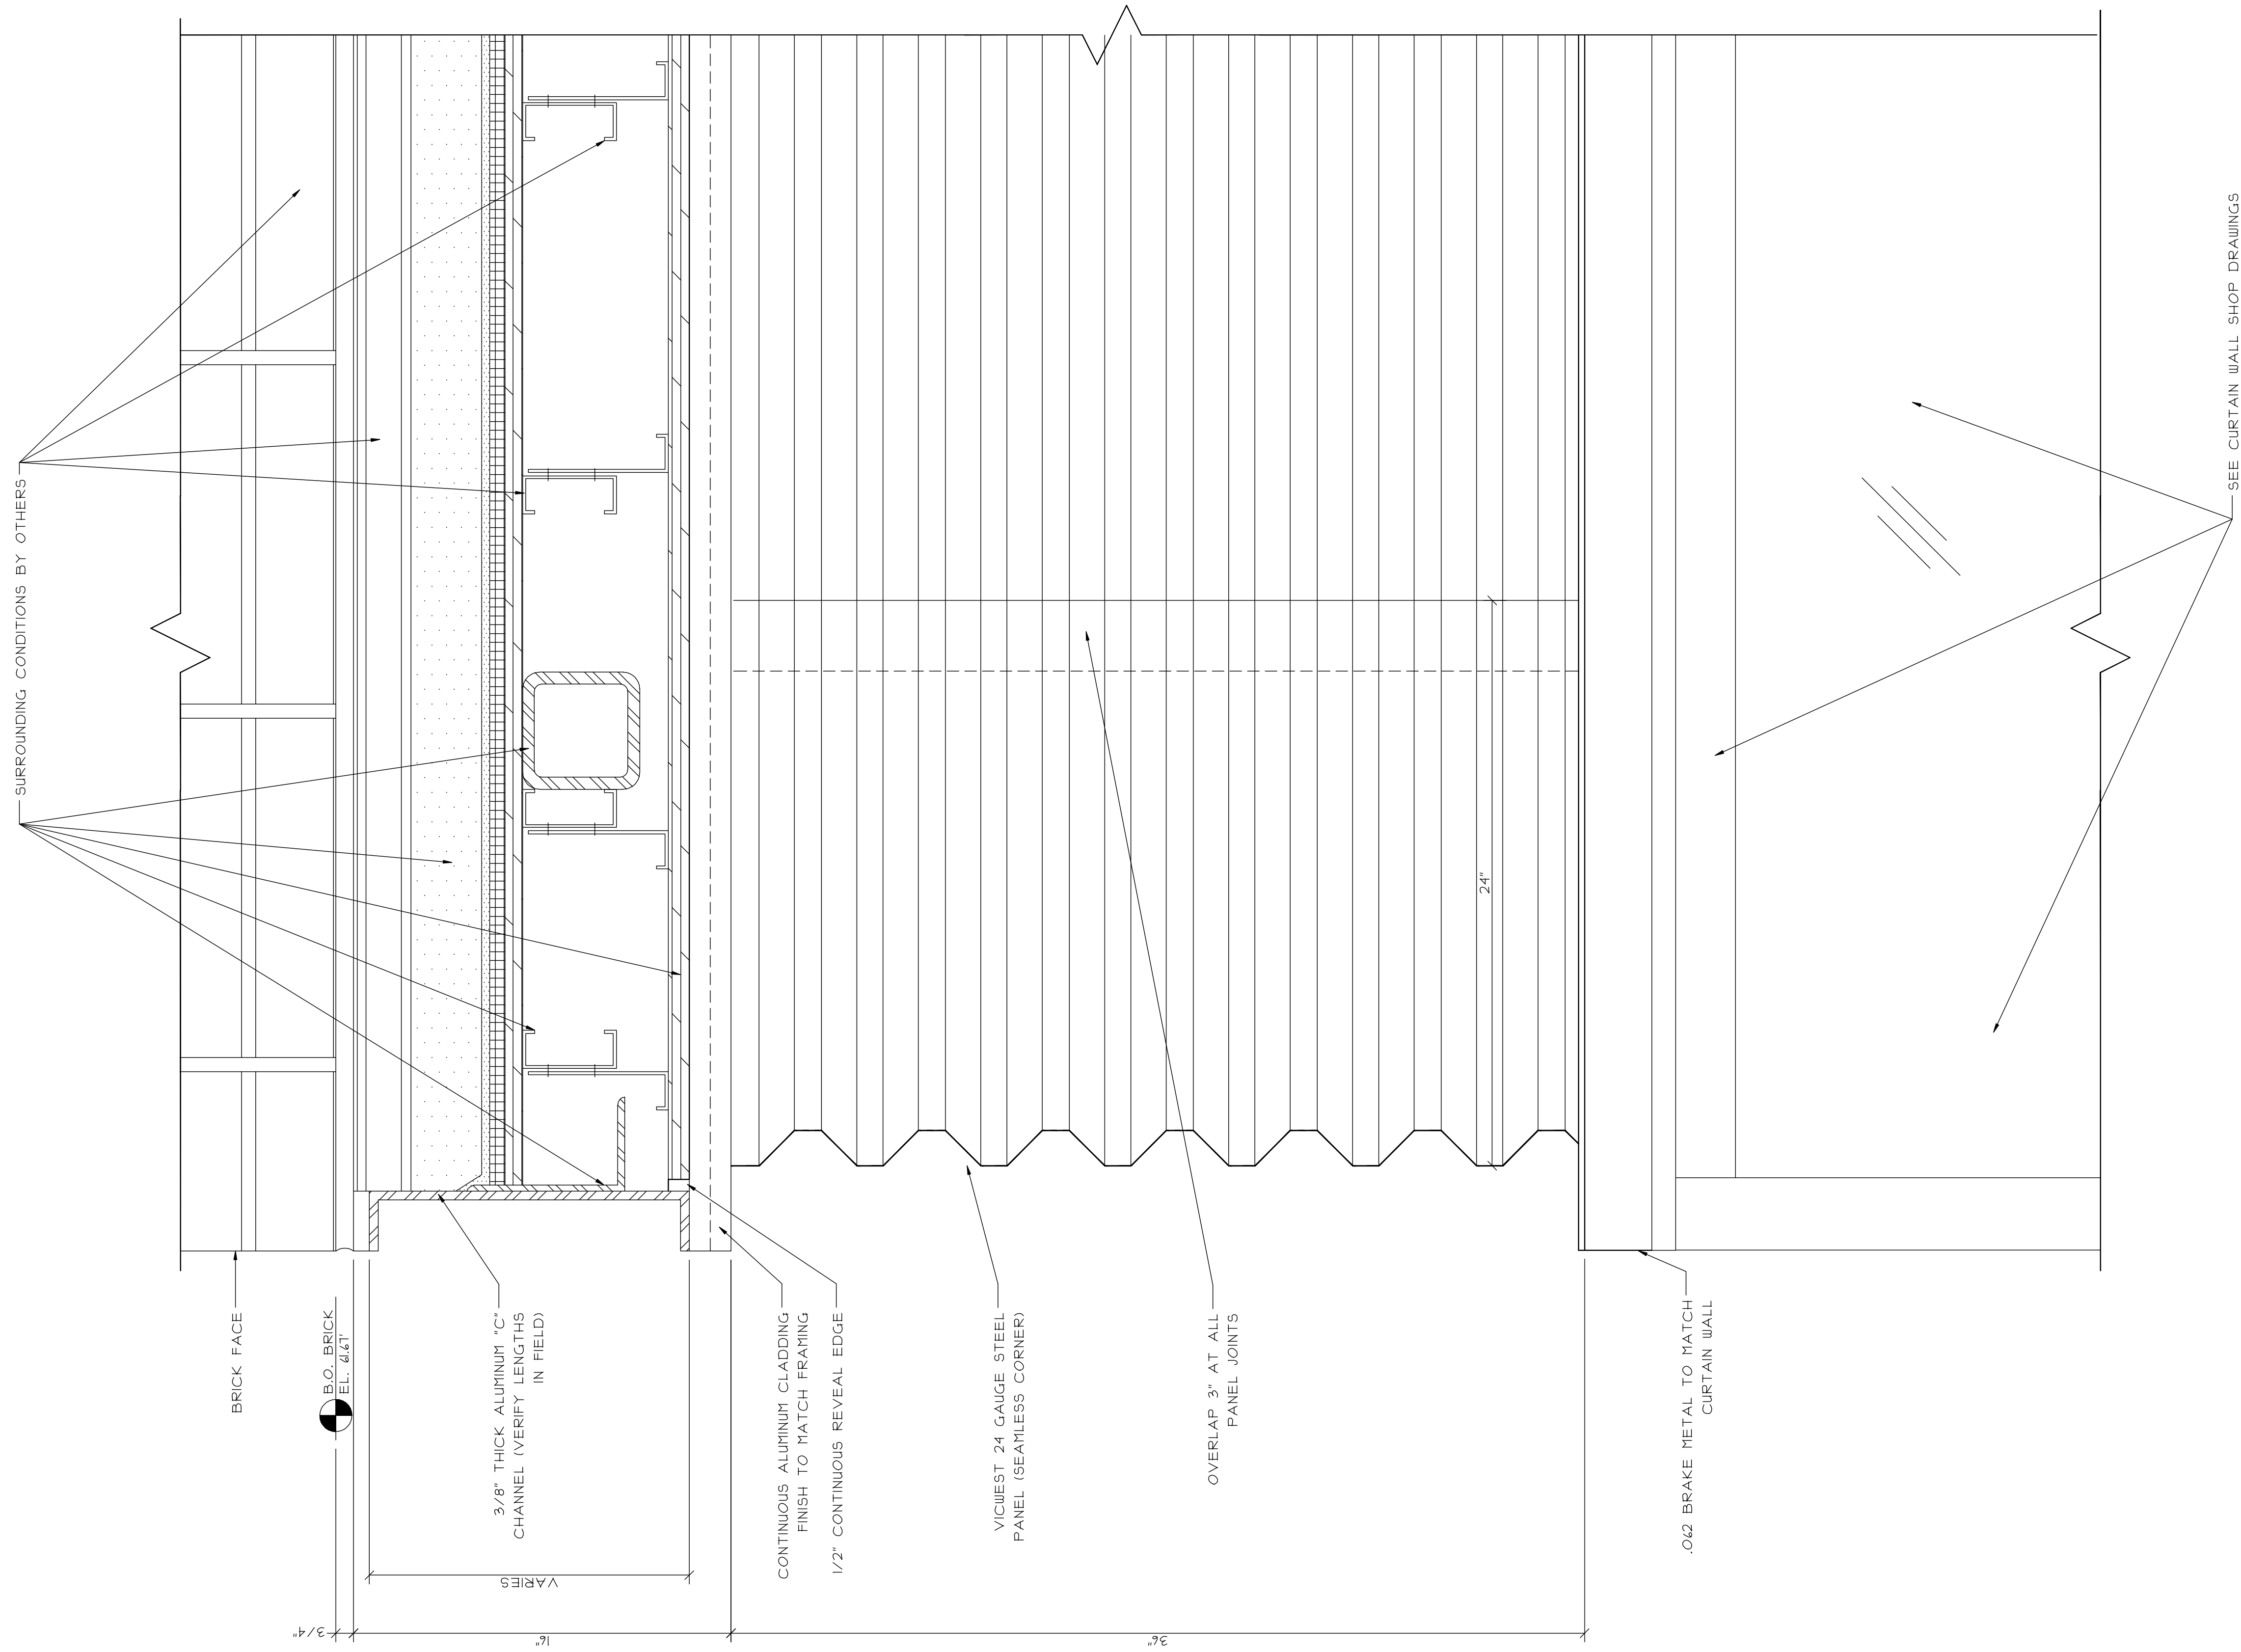 SURROUNDING CONDITIONS BY OTHERS
SEE CURTAIN WALL SHOP DRAWINGS
24"
BRICK FACE
B.O. BRICK
EL. 61.67'
3/8" THICK ALUMINUM "C"
CHANNEL (VERIFY LENGTHS
IN FIELD)
CONTINUOUS ALUMINUM CLADDING
FINISH TO MATCH FRAMING
1/2" CONTINUOUS REVEAL EDGE
VICWEST 24 GAUGE STEEL
PANEL (SEAMLESS CORNER)
OVERLAP 3" AT ALL
PANEL JOINTS
.062 BRAKE METAL TO MATCH
CURTAIN WALL
VARIES
3/4"
16"
36"